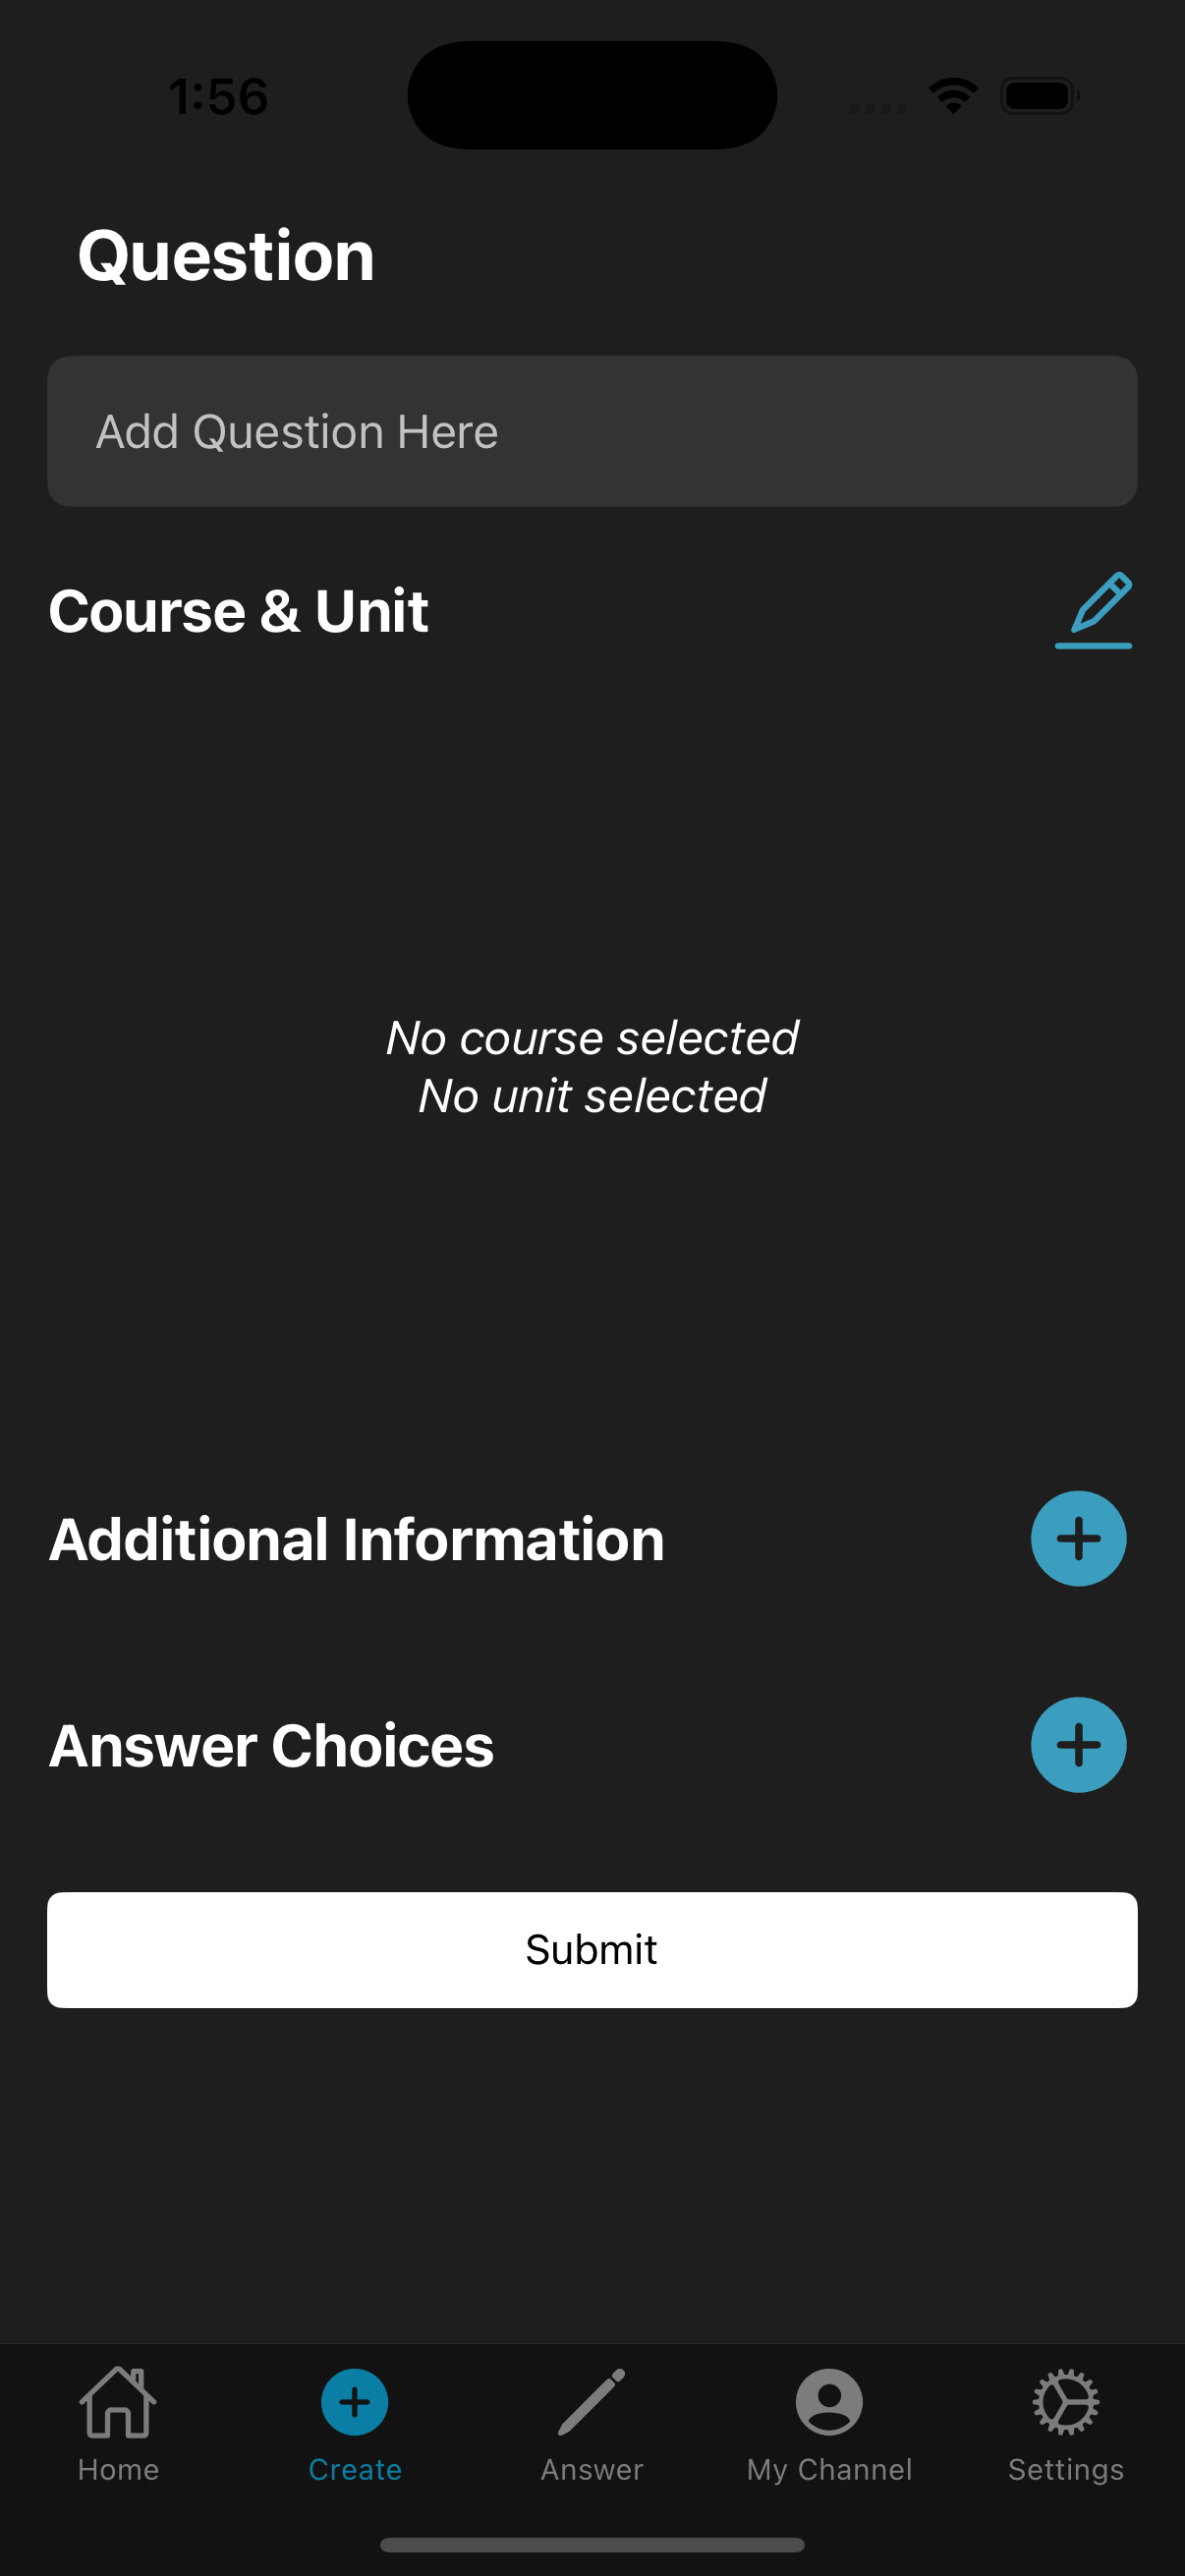 1:56
Question
Add Question Here
Course & Unit
No course selected
No unit selected
Additional Information
Answer Choices
Submit
Home
Create
Answer
My Channel
Settings